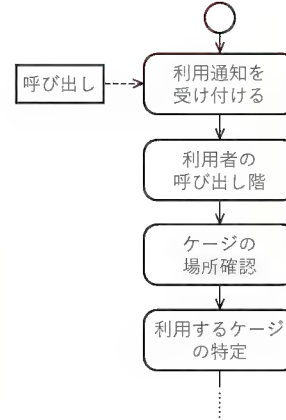 呼び出し
利用通知を
受け付ける
利用者の
呼び出し階
ケージの
場所確認
利用するケージ
の特定